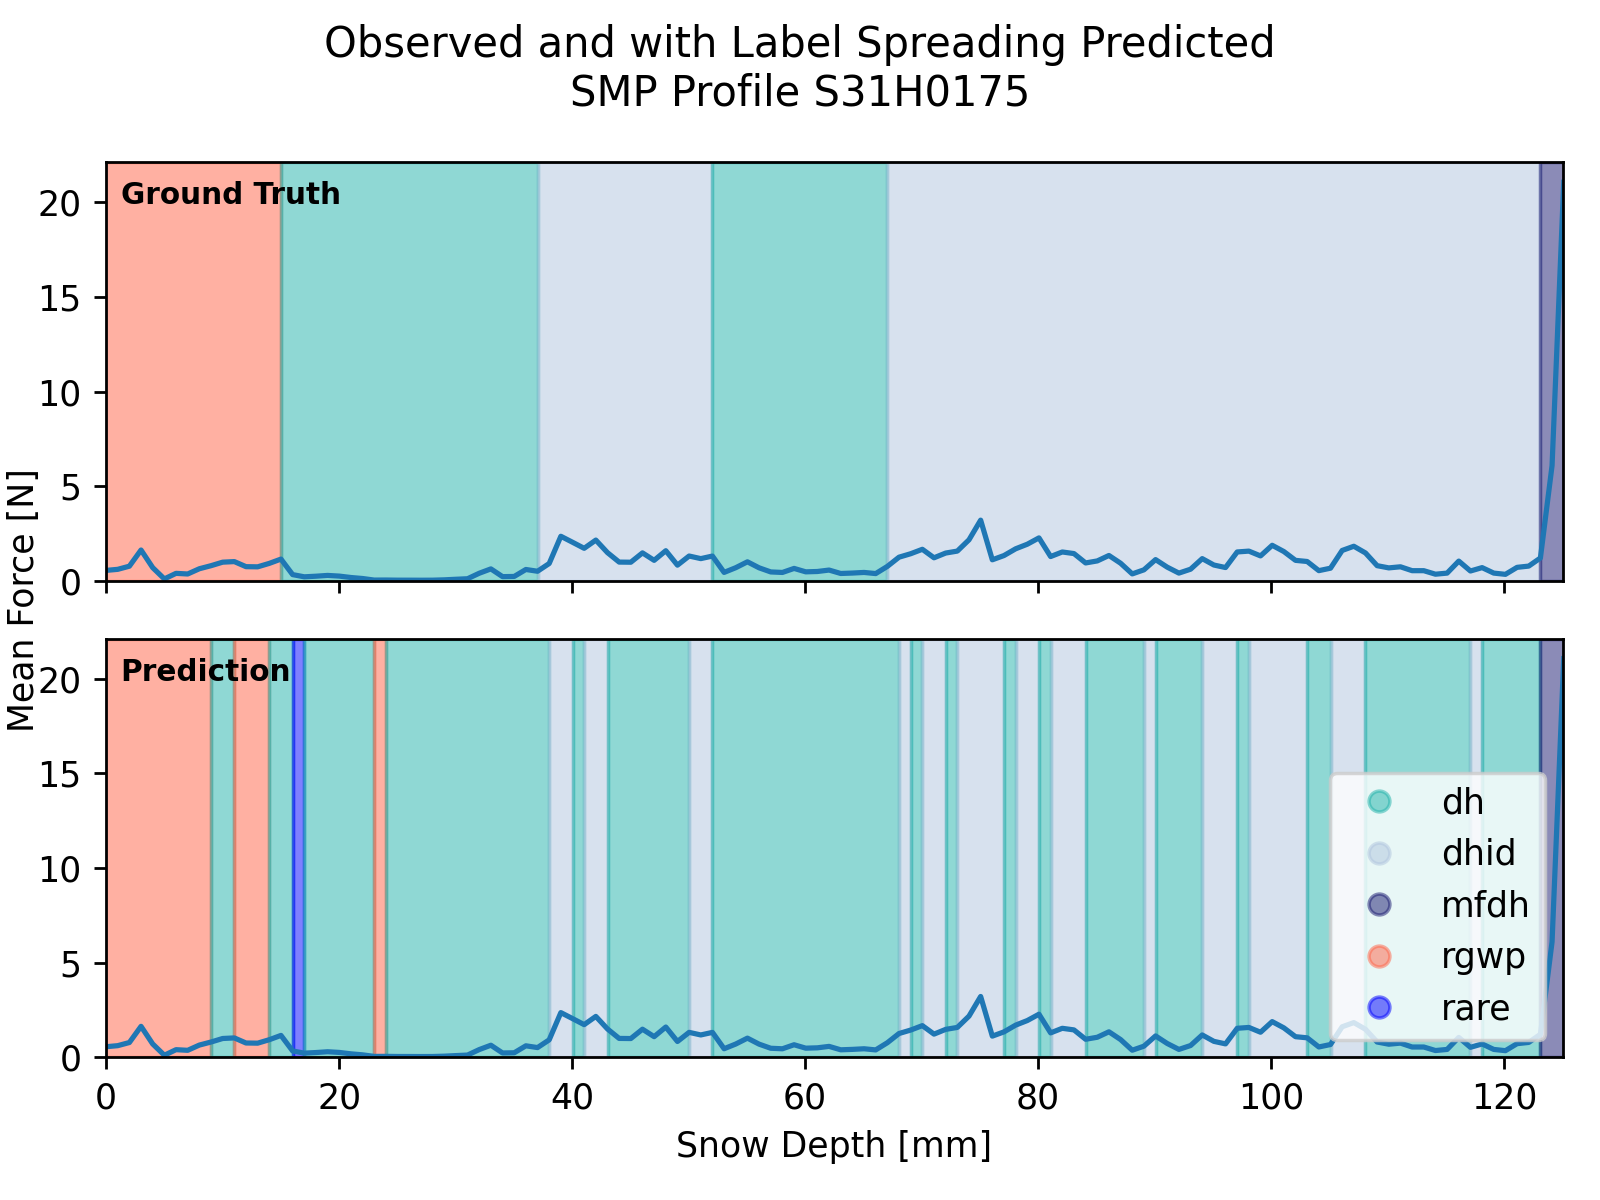 Observed and with Label Spreading Predicted
SMP Profile S31H0175
Ground Truth
20
15
10
5
0
Mean Force [N]
Prediction
20
15
10
5
0
dh
dhid
mfdh
rgwp
rare
0 20 40 60 80 100 120
Snow Depth [mm]